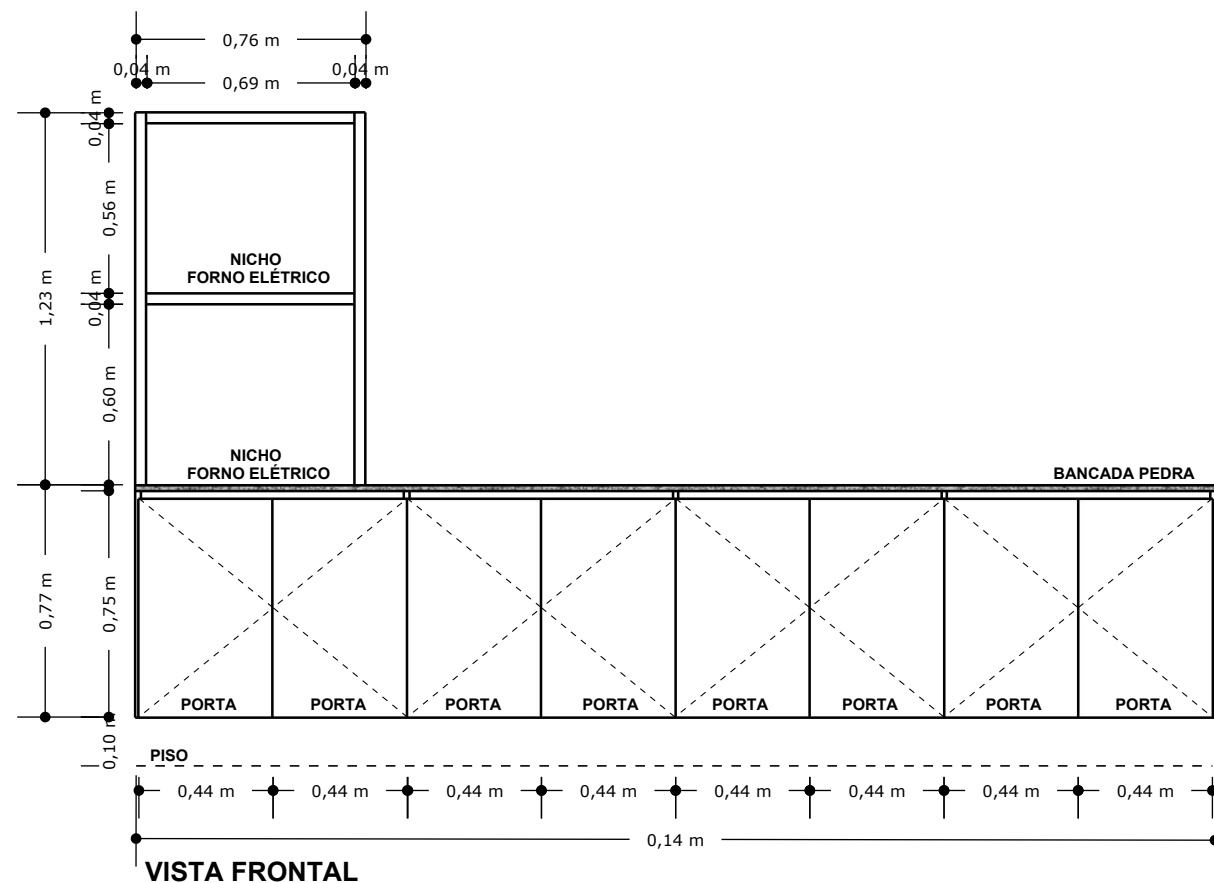 0,76 m
0,04 m
0,04 m
0,69 m
0,04 m
0,56 m
NICHO
FORNO ELÉTRICO
1,23 m
0,04 m
0,60 m
NICHO
FORNO ELÉTRICO
BANCADA PEDRA
0,77 m
0,75 m
PORTA PORTA PORTA PORTA PORTA PORTA PORTA PORTA
0,10 m
PISO
0,44 m 0,44 m 0,44 m 0,44 m 0,44 m 0,44 m 0,44 m 0,44 m
0,14 m
VISTA FRONTAL